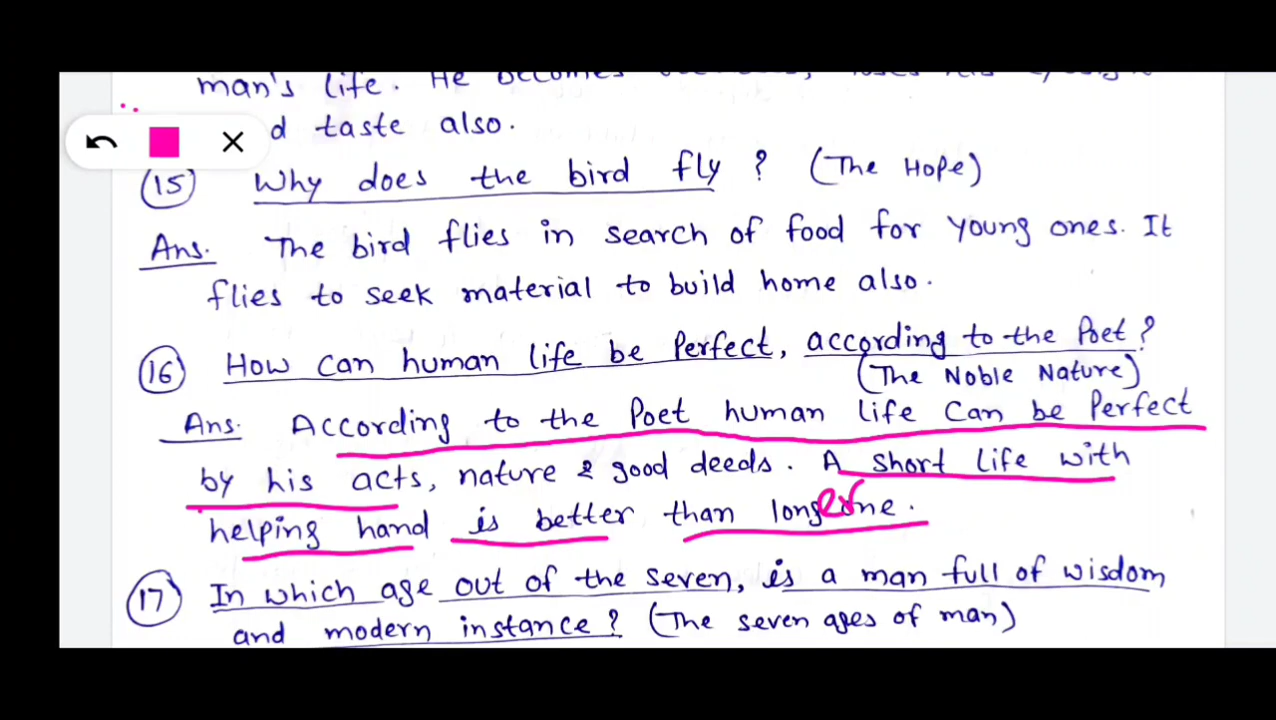 man's life. He becomes
d taste also.
(15) Why does the bird fly ? (The Hope)
Ans. The bird flies in search of food for young ones. It
flies to seek material to build home also.
(16) How can human life be Perfect, according to the Poet?
(The Noble Nature)
Ans. According to the Poet human life can be Perfect
by his acts, nature & good deeds. A short life with
helping hand is better than longer one.
(17) In which age out of the seven, is a man full of wisdom
and modern instance ? (The seven ages of man)